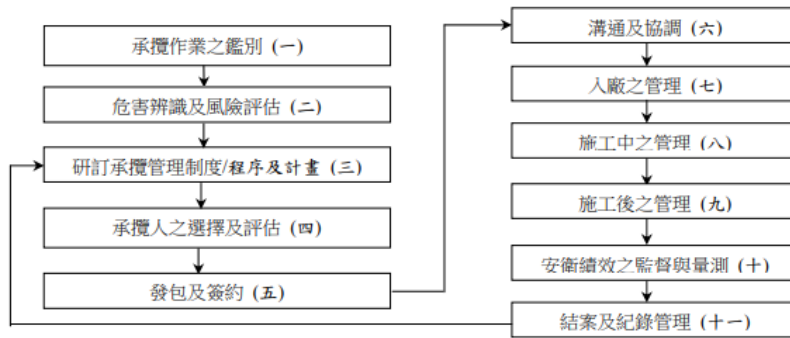 承攬作業之鑑別 (一)
危害辨識及風險評估 (二)
研訂承攬管理制度/程序及計畫 (三)
承攬人之選擇及評估 (四)
發包及簽約 (五)
溝通及協調 (六)
入廠之管理 (七)
施工中之管理 (八)
施工後之管理 (九)
安衛績效之監督與量測 (十)
結案及紀錄管理 (十一)